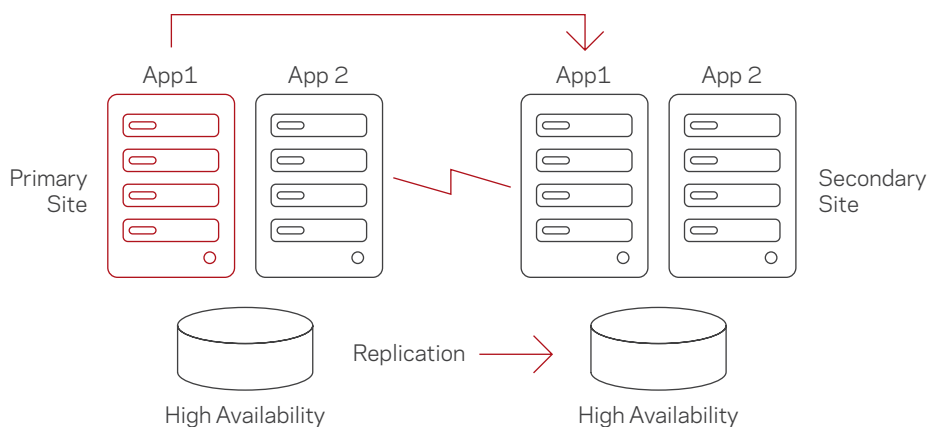 App1
App 2
App1
App 2
Primary
Site
Secondary
Site
Replication
High Availability
High Availability